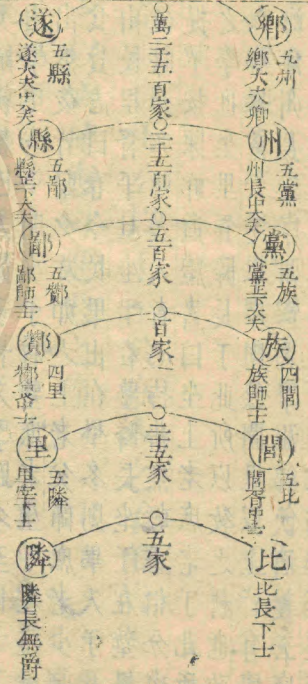 鄉
五州
鄉大夫卿
州
五黨
州長中大夫
黨
五族
黨正下大夫
族
四閭
族師上士
閭
五比
閭胥中士
比
比長下士
○萬二千五百家
○二千五百家
○五百家
○百家
○二十五家
○五家
遂
五縣
遂大夫中大夫
縣
五鄙
縣正下大夫
鄙
五酇
鄙師上士
酇
四里
酇長中士
里
五隣
里宰下士
隣
隣長無爵